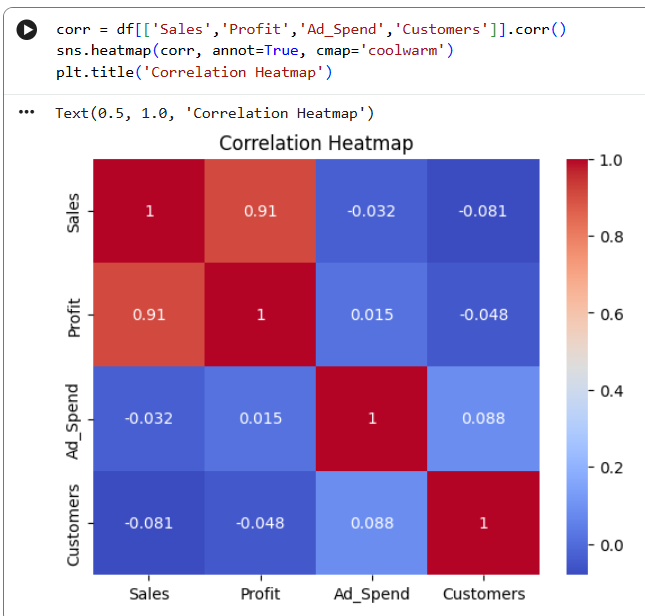 corr = df[['Sales','Profit','Ad_Spend','Customers']].corr()
sns.heatmap(corr, annot=True, cmap='coolwarm')
plt.title('Correlation Heatmap')
Text(0.5, 1.0, 'Correlation Heatmap')
Correlation Heatmap
Sales 1 0.91 -0.032 -0.081
Profit 0.91 1 0.015 -0.048
Ad_Spend -0.032 0.015 1 0.088
Customers -0.081 -0.048 0.088 1
Sales Profit Ad_Spend Customers
1.0
0.8
0.6
0.4
0.2
0.0